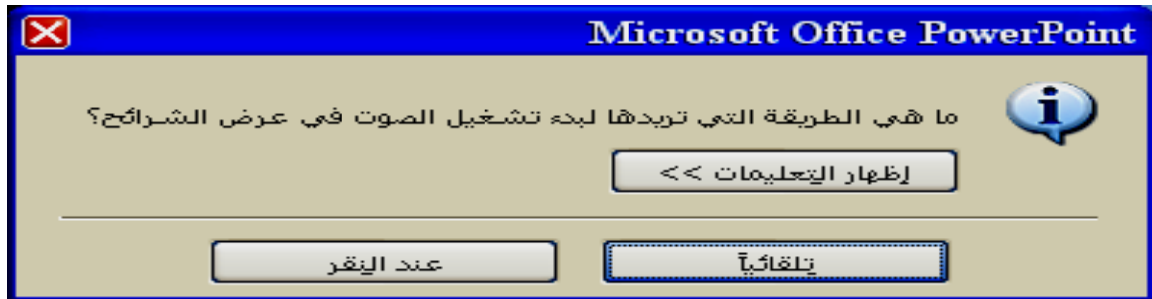 Microsoft Office PowerPoint
ما هي الطريقة التي تريدها لبدء تشغيل الصوت في عرض الشرائح؟
إظهار التعليمات >>
تلقائياً
عند النقر